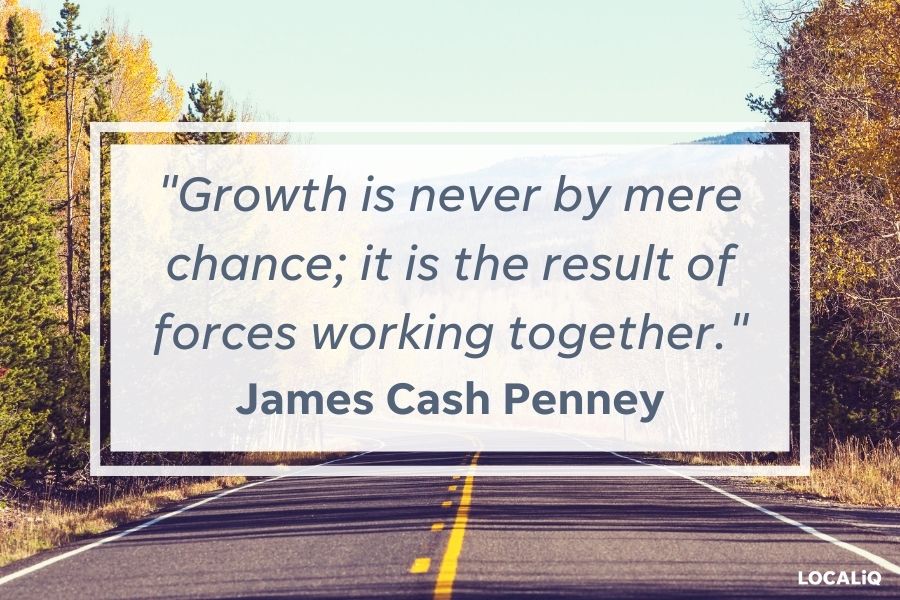 "Growth is never by mere
chance; it is the result of
forces working together."
James Cash Penney
LOCALiQ